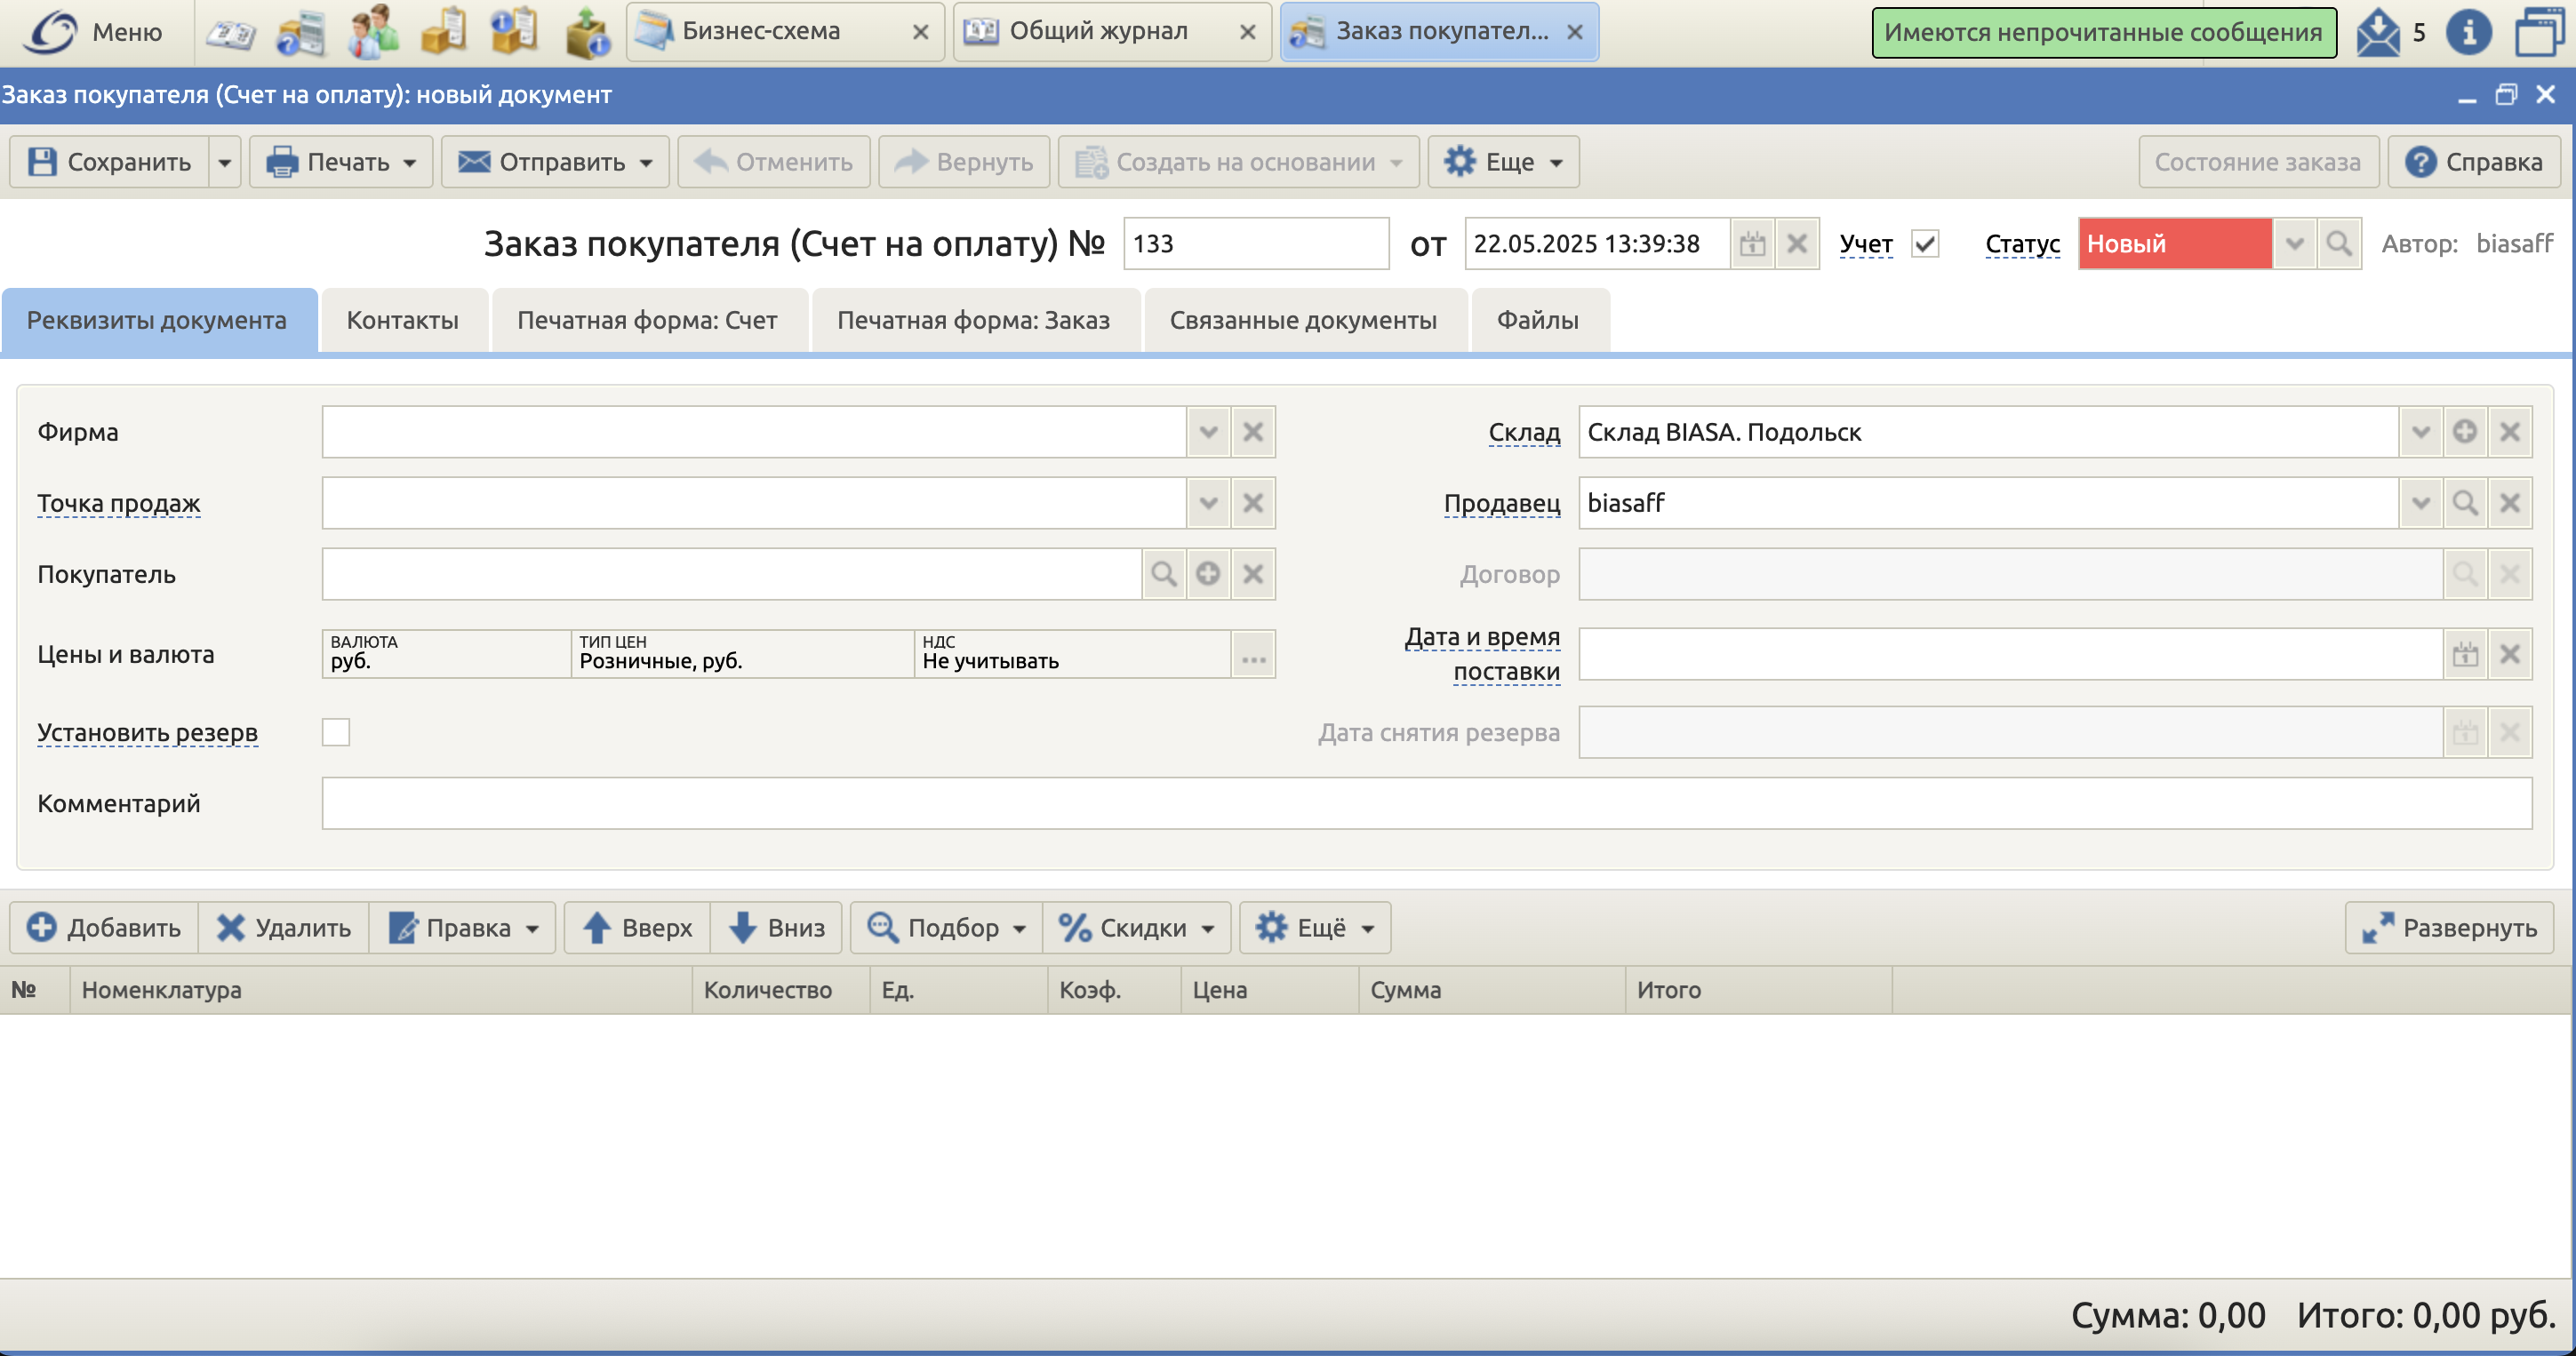 Меню Бизнес-схема Общий журнал Заказ покупател... Имеются непрочитанные сообщения 5
Заказ покупателя (Счет на оплату): новый документ
Сохранить Печать Отправить Отменить Вернуть Создать на основании Еще Состояние заказа Справка
Заказ покупателя (Счет на оплату) № 133 от 22.05.2025 13:39:38 Учет Статус Новый Автор: biasaff
Реквизиты документа Контакты Печатная форма: Счет Печатная форма: Заказ Связанные документы Файлы
Фирма Склад Склад BIASA. Подольск
Точка продаж Продавец biasaff
Покупатель Договор
Цены и валюта ВАЛЮТА руб. ТИП ЦЕН Розничные, руб. НДС Не учитывать ... Дата и время
поставки
Установить резерв Дата снятия резерва
Комментарий
Добавить Удалить Правка Вверх Вниз Подбор Скидки Ещё Развернуть
№ Номенклатура Количество Ед. Коэф. Цена Сумма Итого
Сумма: 0,00 Итого: 0,00 руб.